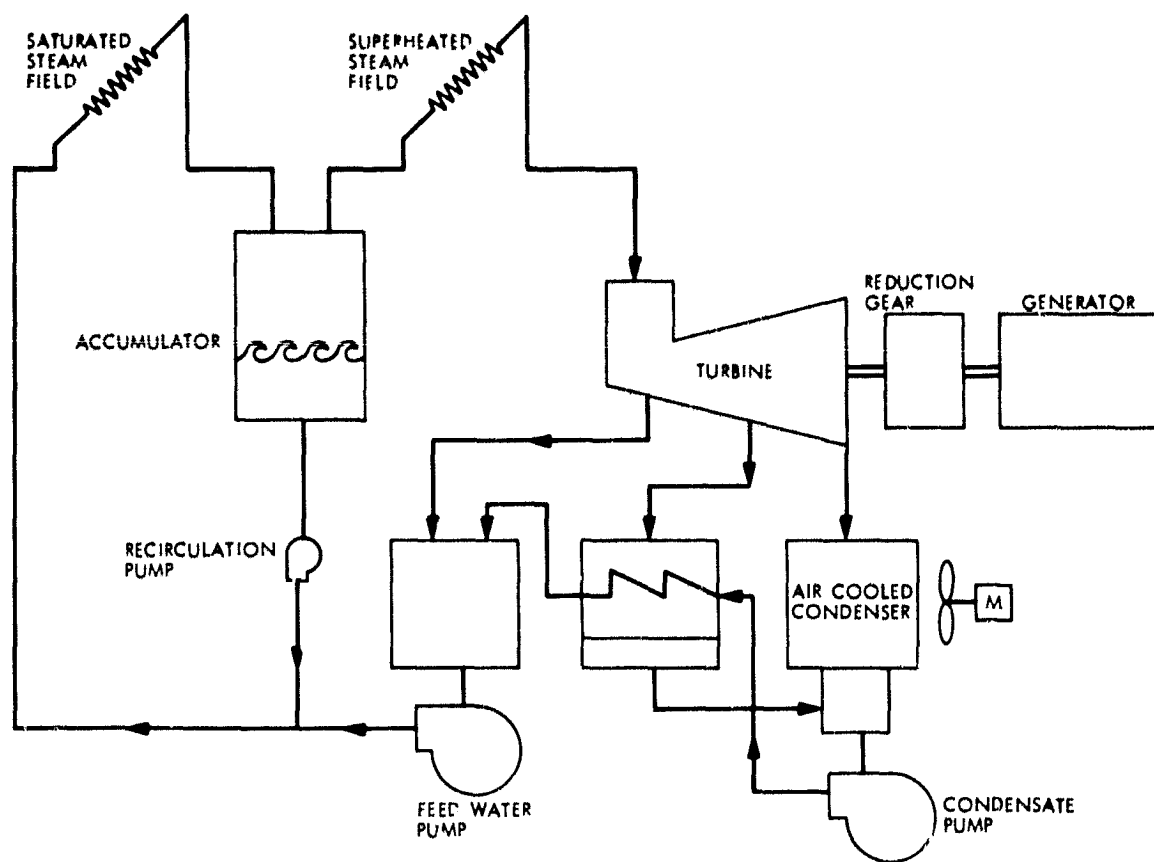 SATURATED
STEAM
FIELD
SUPERHEATED
STEAM
FIELD
REDUCTION
GEAR
GENERATOR
ACCUMULATOR
TURBINE
RECIRCULATION
PUMP
AIR COOLED
CONDENSER
M
FEED WATER
PUMP
CONDENSATE
PUMP